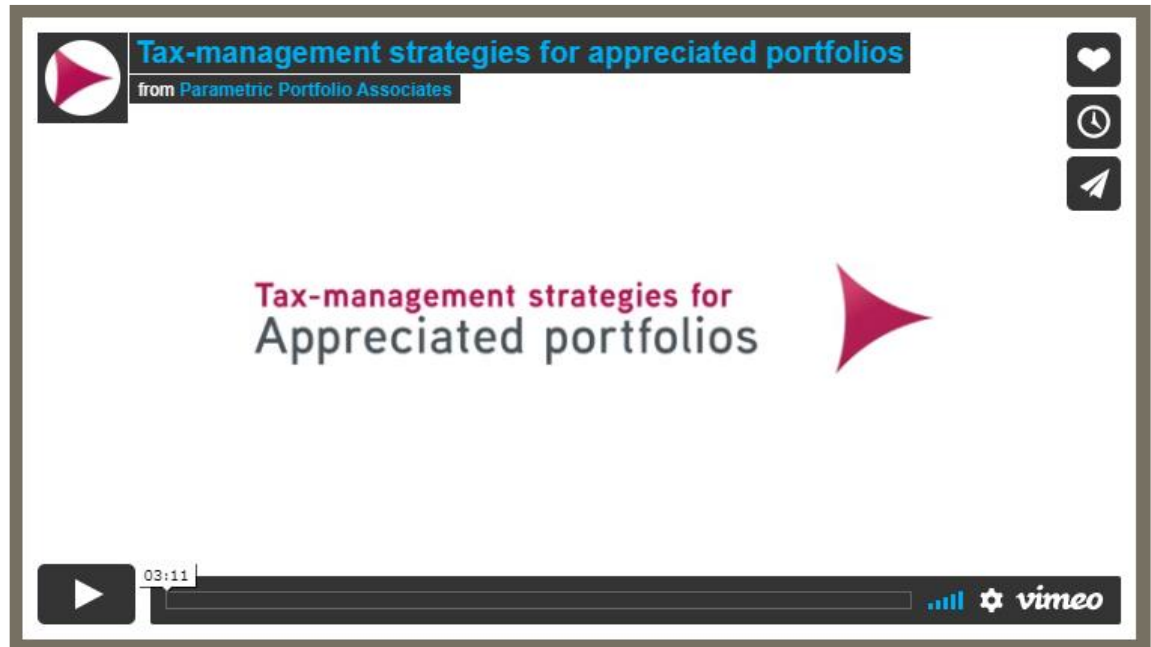 Tax-management strategies for appreciated portfolios
from Parametric Portfolio Associates
Tax-management strategies for
Appreciated portfolios
03:11
vimeo